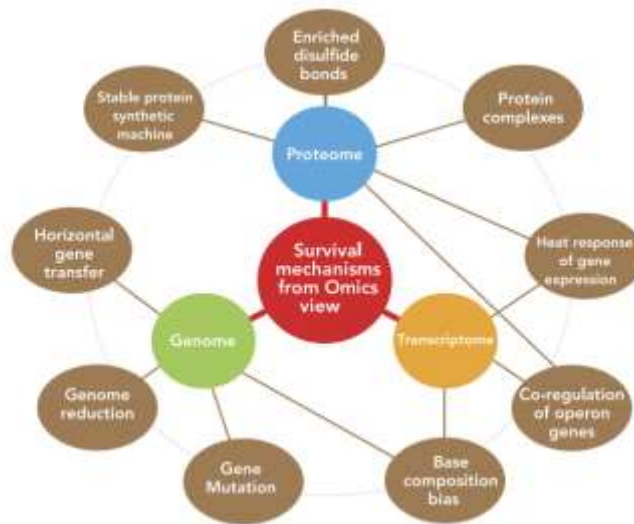 Enriched
disulfide
bonds
Stable protein
synthetic
machine
Protein
complexes
Proteome
Horizontal
gene
transfer
Survival
mechanisms
from Omics
view
Heat response
of gene
expression
Genome
Transcriptome
Genome
reduction
Co-regulation
of operon
genes
Gene
Mutation
Base
composition
bias